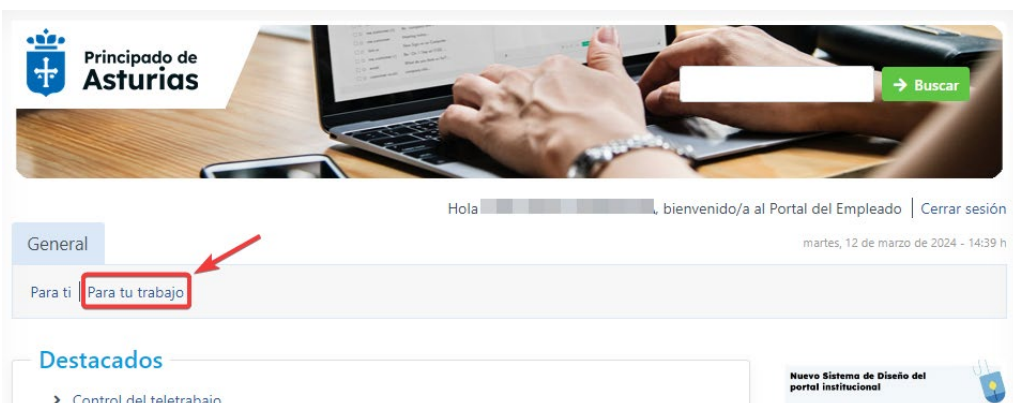 Principado de
Asturias
→ Buscar
Hola , bienvenido/a al Portal del Empleado | Cerrar sesión
General
martes, 12 de marzo de 2024 - 14:39 h
Para ti | Para tu trabajo
Destacados
Nuevo Sistema de Diseño del
portal institucional
> Control del teletrabajo